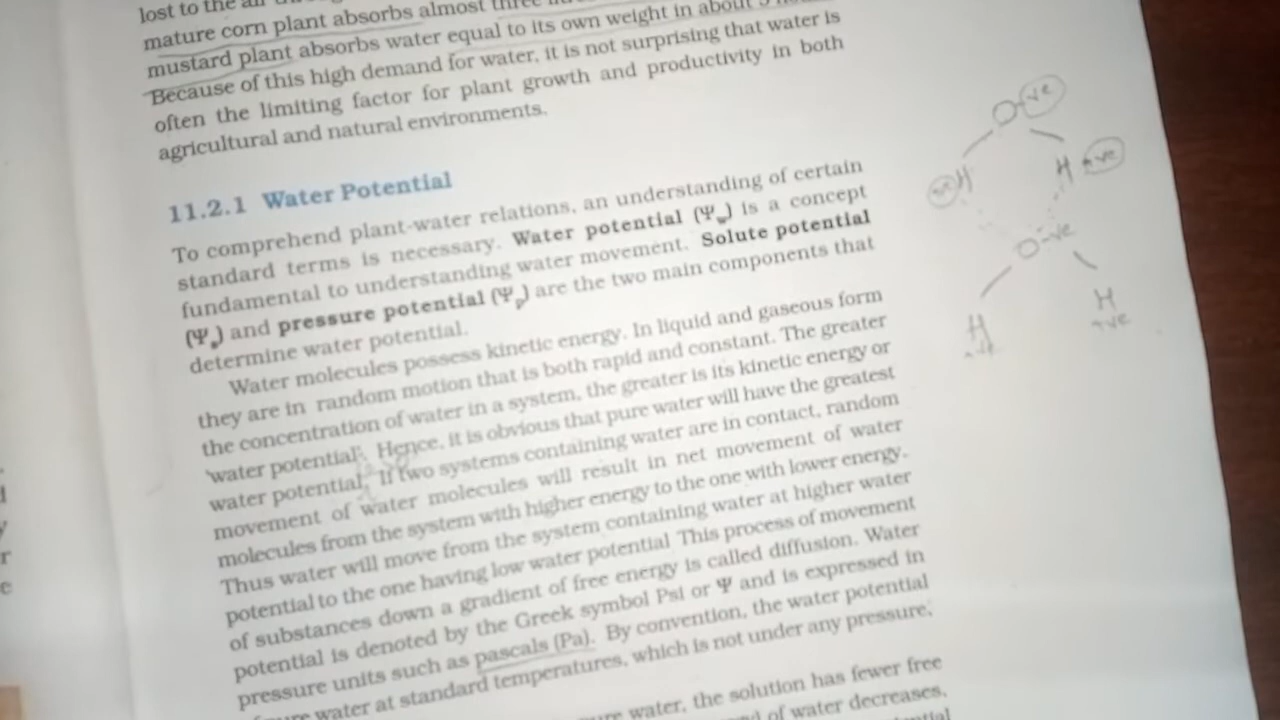 lost to the air
mature corn plant absorbs almost three
mustard plant absorbs water equal to its own weight in about 5
Because of this high demand for water, it is not surprising that water is
often the limiting factor for plant growth and productivity in both
agricultural and natural environments.
11.2.1 Water Potential
To comprehend plant-water relations, an understanding of certain
standard terms is necessary. Water potential (Ψw) is a concept
fundamental to understanding water movement. Solute potential
(Ψs) and pressure potential (Ψp) are the two main components that
determine water potential.
Water molecules possess kinetic energy. In liquid and gaseous form
they are in random motion that is both rapid and constant. The greater
the concentration of water in a system, the greater is its kinetic energy or
'water potential'. Hence, it is obvious that pure water will have the greatest
water potential. If two systems containing water are in contact, random
movement of water molecules will result in net movement of water
molecules from the system with higher energy to the one with lower energy.
Thus water will move from the system containing water at higher water
potential to the one having low water potential This process of movement
of substances down a gradient of free energy is called diffusion. Water
potential is denoted by the Greek symbol Psi or Ψ and is expressed in
pressure units such as pascals (Pa). By convention, the water potential
water at standard temperatures, which is not under any pressure,
water, the solution has fewer free
of water decreases,
O-ve
H
H +ve
O-ve
H
H
+ve
l
y
r
e